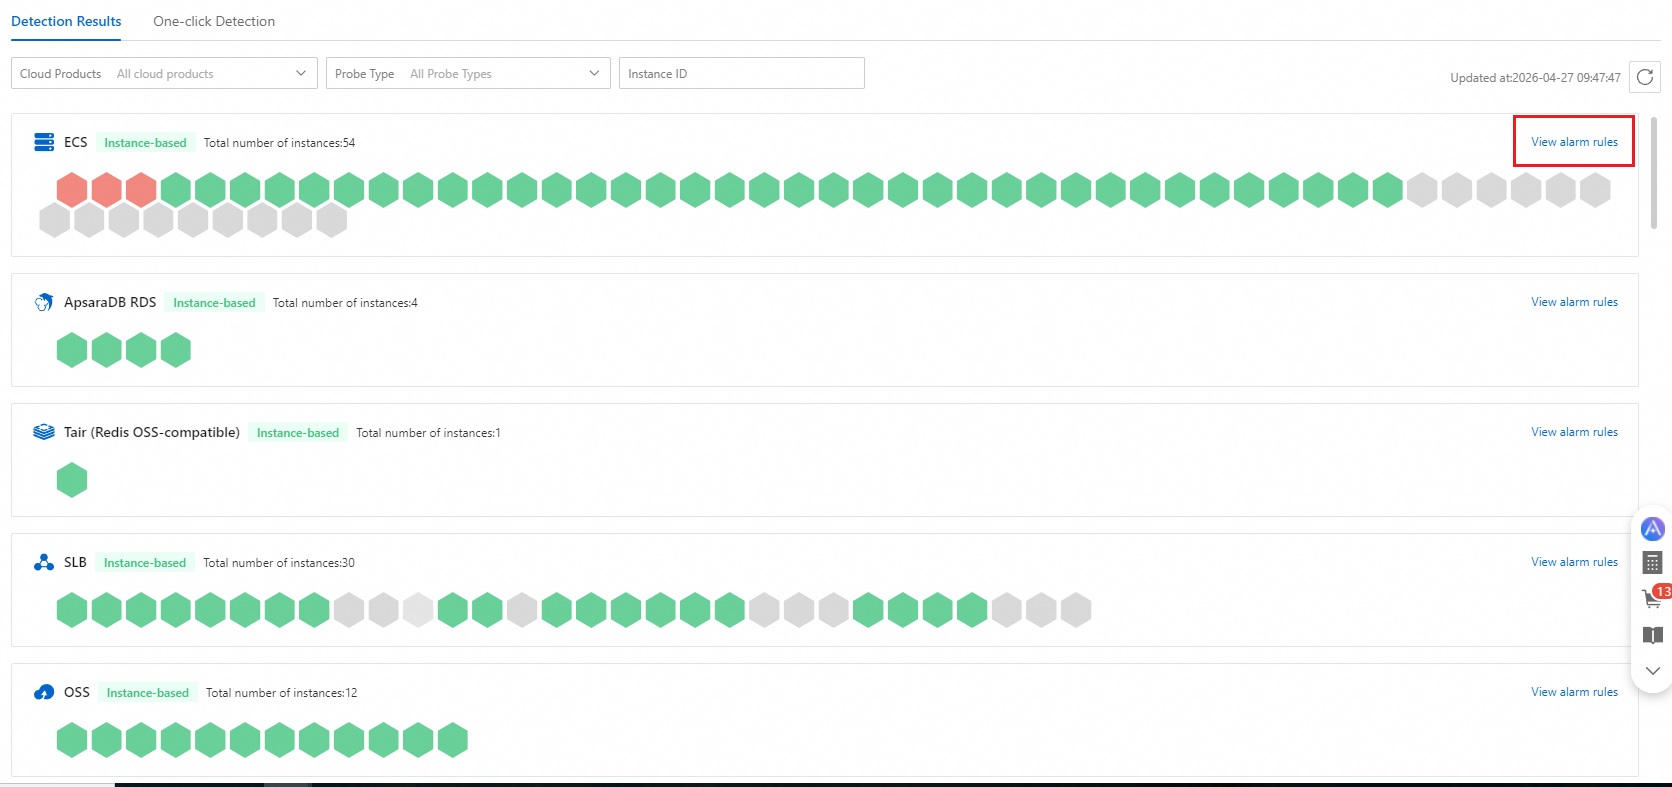 Detection Results One-click Detection
Cloud Products All cloud products Probe Type All Probe Types Instance ID Updated at:2026-04-27 09:47:47
ECS Instance-based Total number of instances:54 View alarm rules
ApsaraDB RDS Instance-based Total number of instances:4 View alarm rules
Tair (Redis OSS-compatible) Instance-based Total number of instances:1 View alarm rules
SLB Instance-based Total number of instances:30 View alarm rules
13
OSS Instance-based Total number of instances:12 View alarm rules